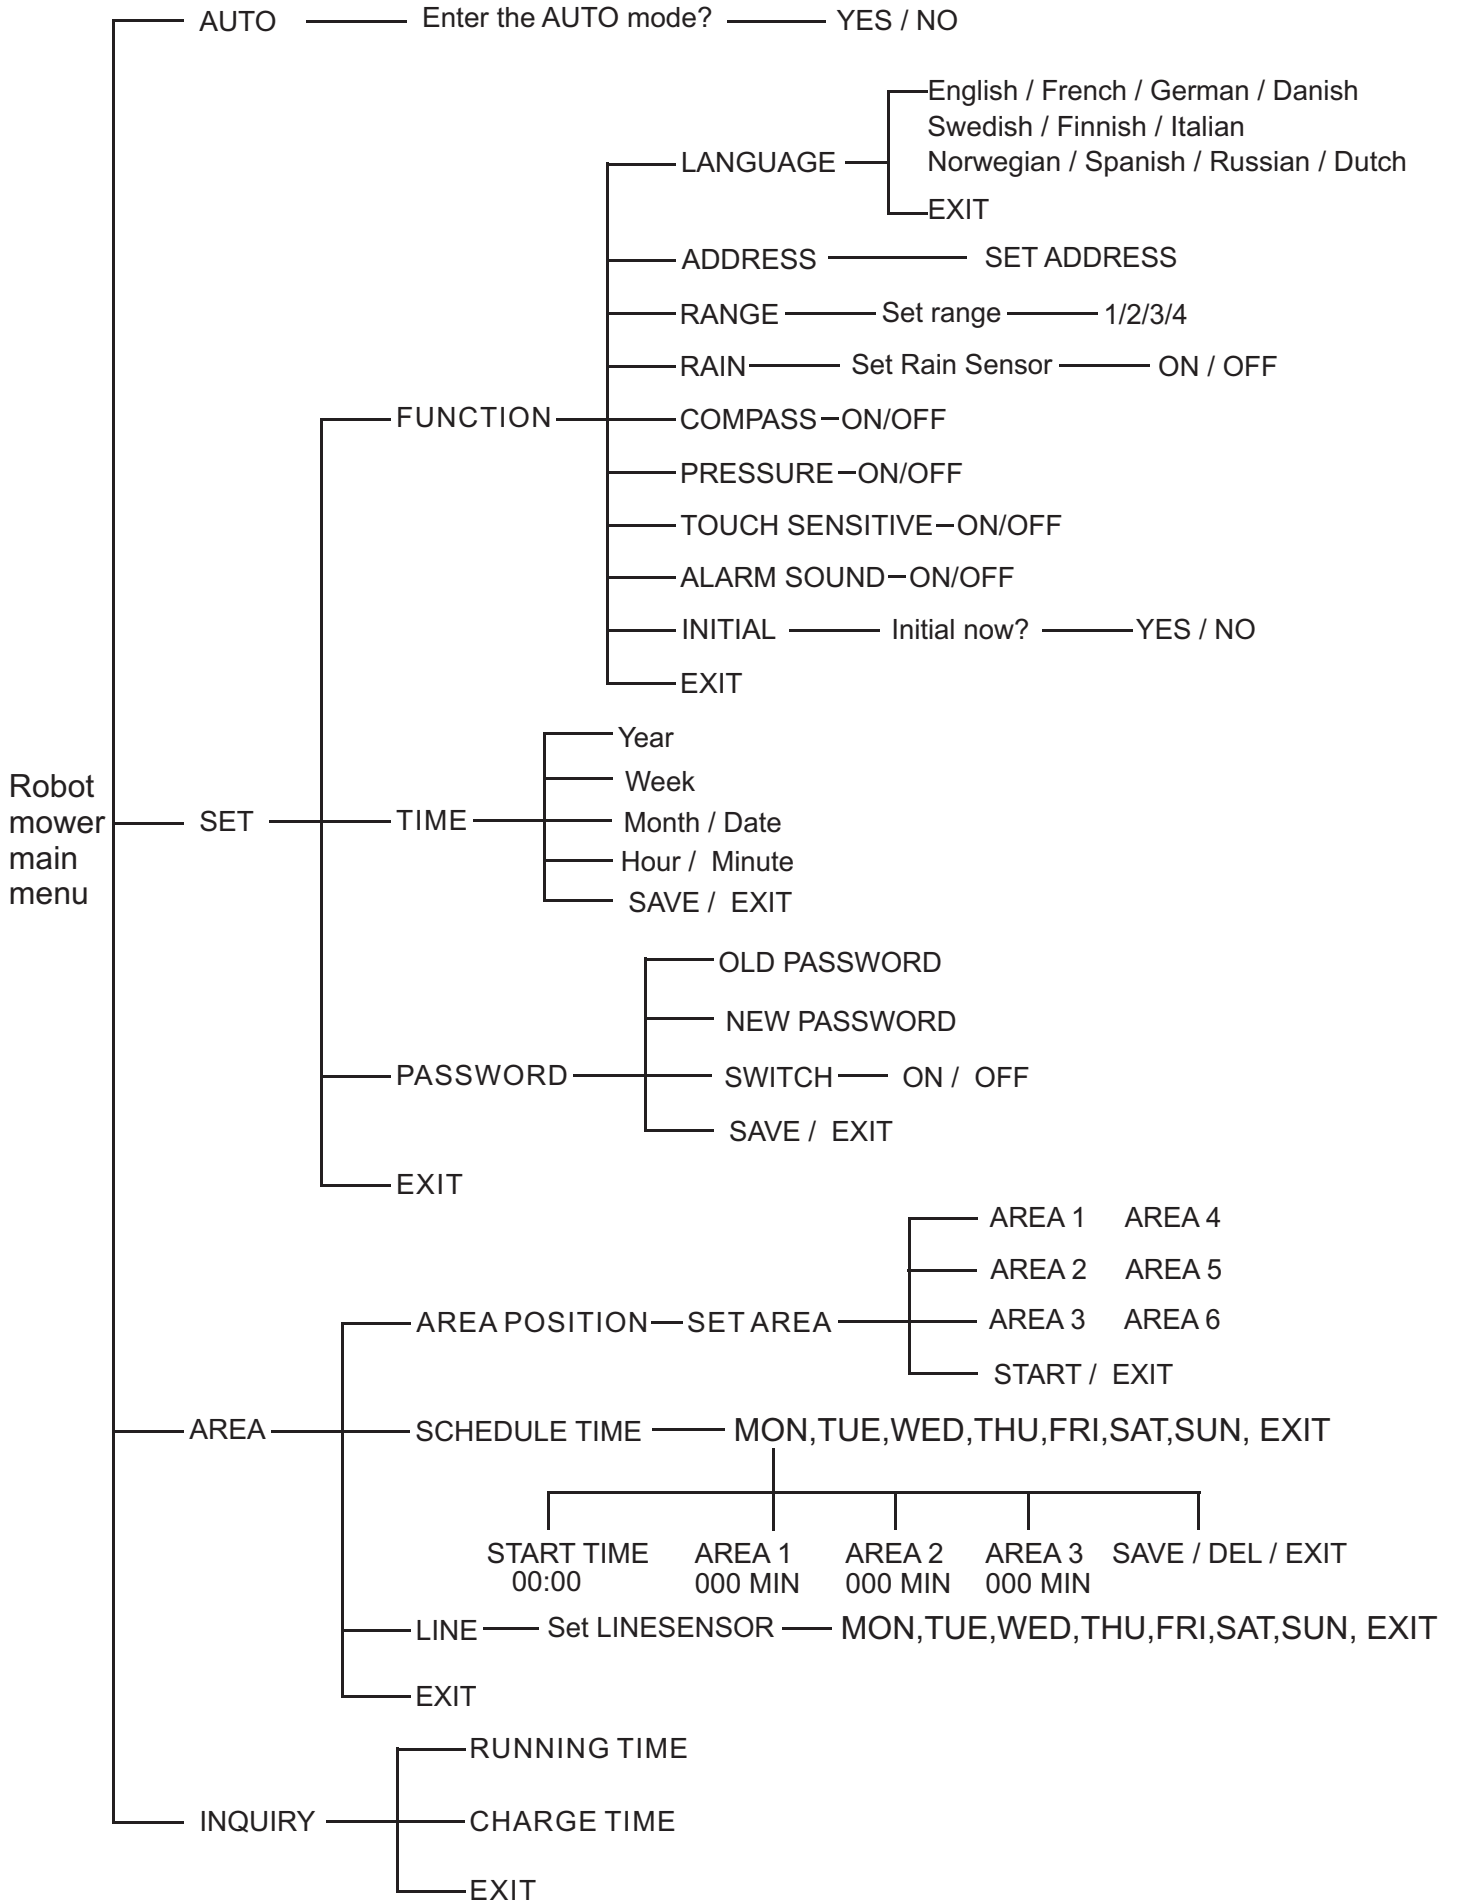 AUTO Enter the AUTO mode? YES / NO
English / French / German / Danish
Swedish / Finnish / Italian
LANGUAGE Norwegian / Spanish / Russian / Dutch
EXIT
ADDRESS SET ADDRESS
RANGE Set range 1/2/3/4
RAIN Set Rain Sensor ON / OFF
FUNCTION COMPASS ON/OFF
PRESSURE ON/OFF
TOUCH SENSITIVE ON/OFF
ALARM SOUND ON/OFF
INITIAL Initial now? YES / NO
EXIT
Year
Week
Robot
mower
main
menu
SET TIME Month / Date
Hour / Minute
SAVE / EXIT
OLD PASSWORD
NEW PASSWORD
PASSWORD SWITCH ON / OFF
SAVE / EXIT
EXIT
AREA 1 AREA 4
AREA 2 AREA 5
AREA POSITION SET AREA AREA 3 AREA 6
START / EXIT
AREA SCHEDULE TIME MON,TUE,WED,THU,FRI,SAT,SUN, EXIT
START TIME AREA 1 AREA 2 AREA 3 SAVE / DEL / EXIT
00:00 000 MIN 000 MIN 000 MIN
LINE Set LINESENSOR MON,TUE,WED,THU,FRI,SAT,SUN, EXIT
EXIT
RUNNING TIME
INQUIRY CHARGE TIME
EXIT